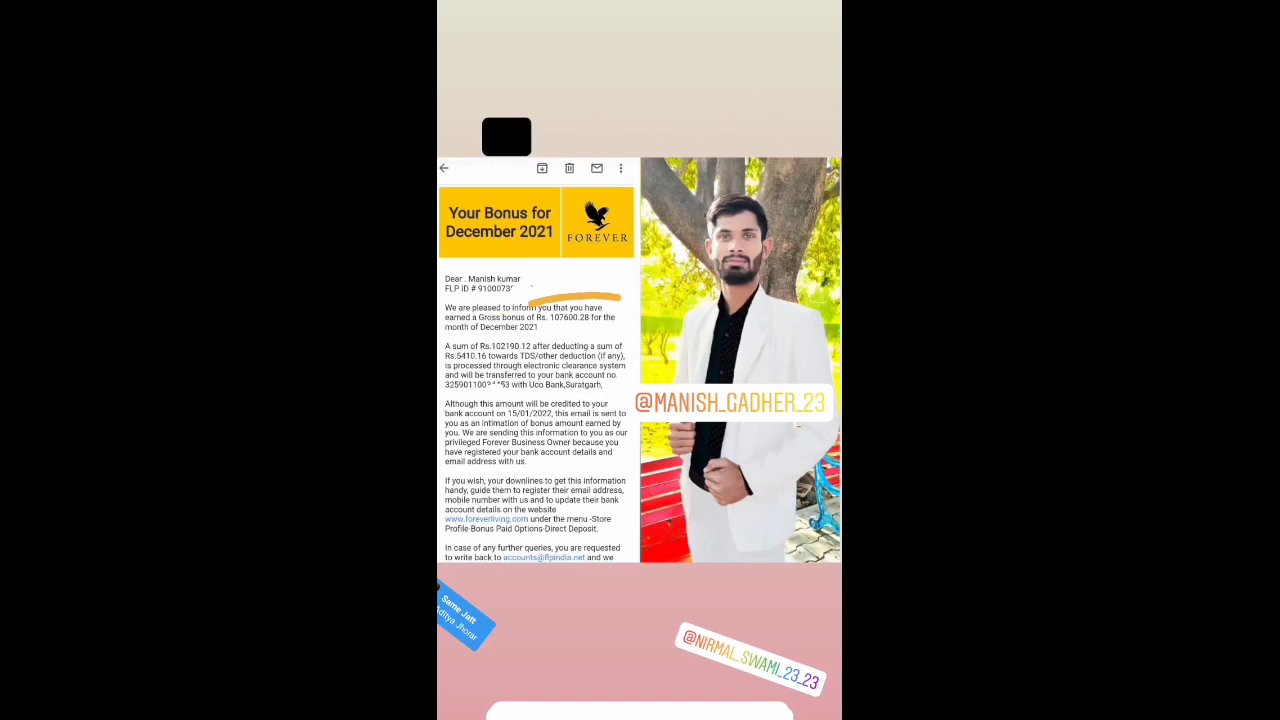 Your Bonus for
December 2021
FOREVER
Dear . Manish kumar
FLP ID # 9100073
We are pleased to inform you that you have
earned a Gross bonus of Rs. 107600.28 for the
month of December 2021
A sum of Rs.102190.12 after deducting a sum of
Rs.5410.16 towards TDS/other deduction (if any),
is processed through electronic clearance system
and will be transferred to your bank account no.
with Uco Bank,Suratgarh,
Although this amount will be credited to your
bank account on 15/01/2022, this email is sent to
you as an intimation of bonus amount earned by
you. We are sending this information to you as our
privileged Forever Business Owner because you
have registered your bank account details and
email address with us.
If you wish, your downlines to get this information
handy, guide them to register their email address,
mobile number with us and to update their bank
account details on the website
www.foreverliving.com under the menu -Store
Profile-Bonus Paid Options-Direct Deposit.
In case of any further queries, you are requested
to write back to accounts@flpindia.net and we
@MANISH_GADHER_23
Same Jatt
Aditya Jhorar
@NIRMAL_SWAMI_23_23